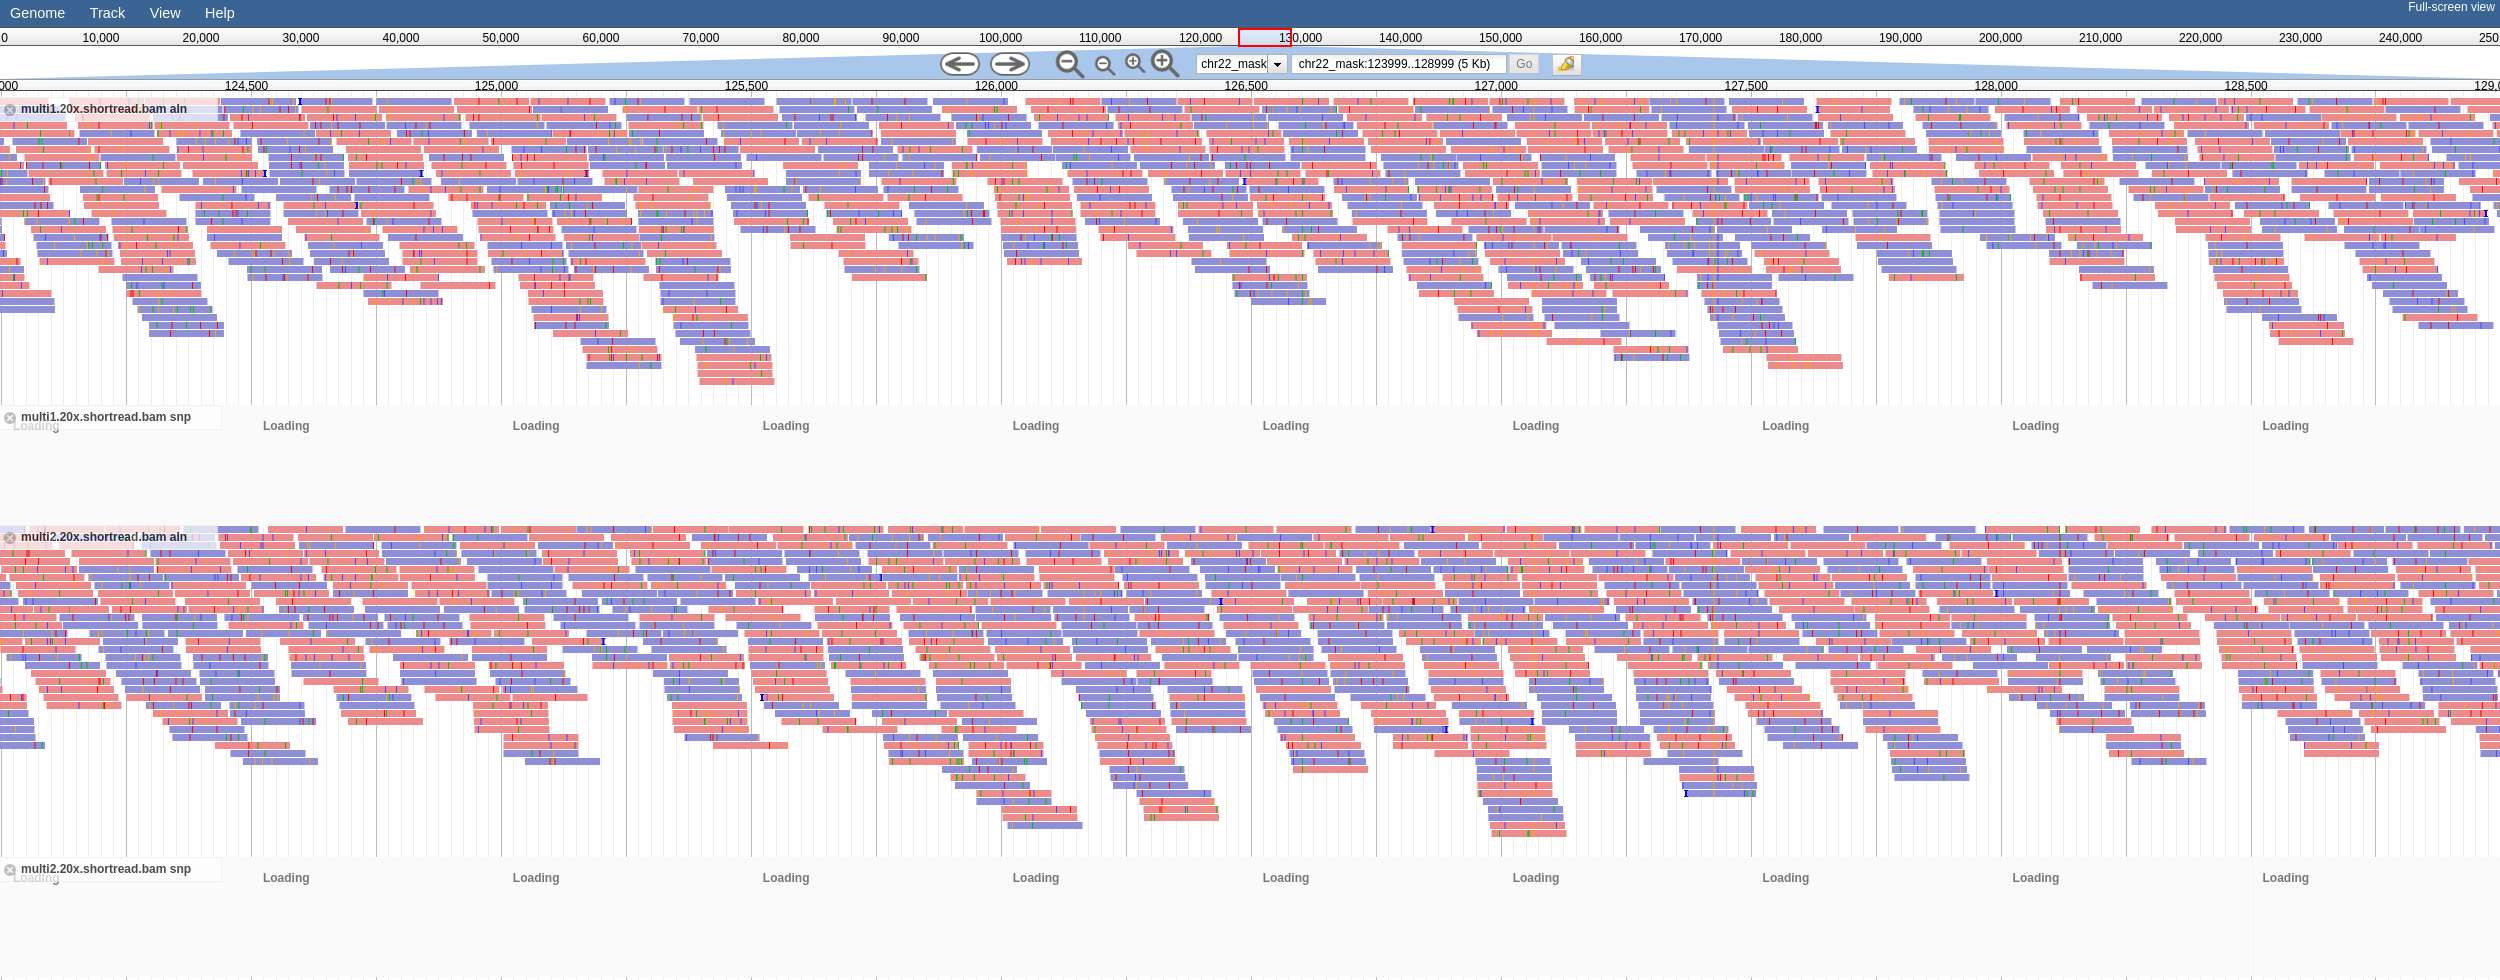 Genome Track View Help Full-screen view
0 10,000 20,000 30,000 40,000 50,000 60,000 70,000 80,000 90,000 100,000 110,000 120,000 130,000 140,000 150,000 160,000 170,000 180,000 190,000 200,000 210,000 220,000 230,000 240,000 250
chr22_mask chr22_mask:123999..128999 (5 Kb) Go
000 124,500 125,000 125,500 126,000 126,500 127,000 127,500 128,000 128,500 129,0
multi1.20x.shortread.bam aln
multi1.20x.shortread.bam snp
Loading Loading Loading Loading Loading Loading Loading Loading Loading Loading
multi2.20x.shortread.bam aln
multi2.20x.shortread.bam snp
Loading Loading Loading Loading Loading Loading Loading Loading Loading Loading